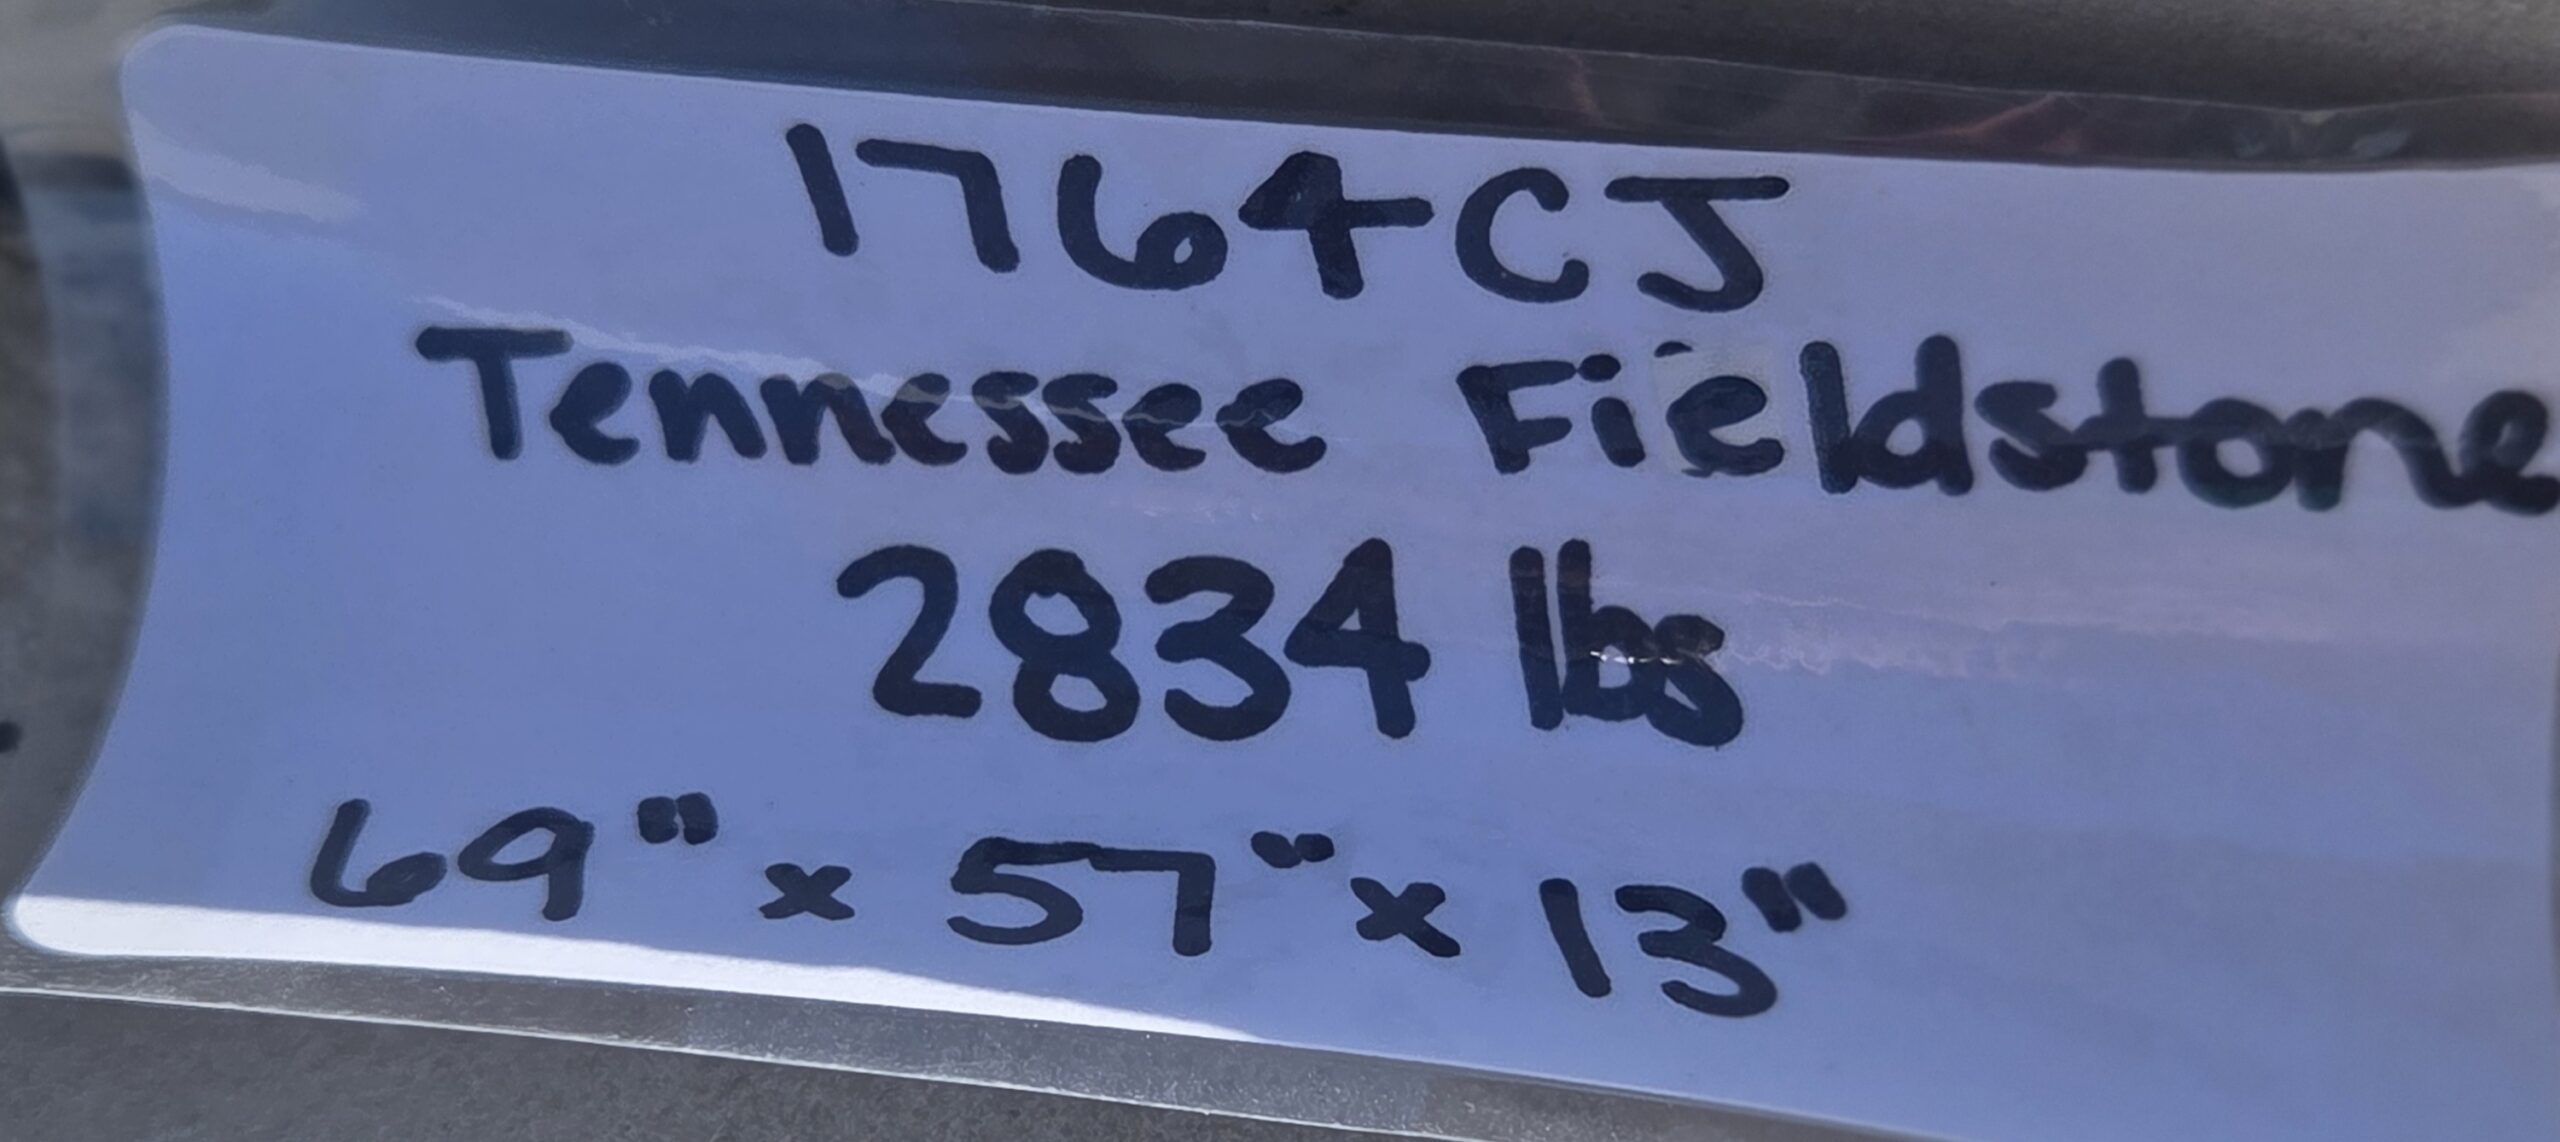 1764CJ
Tennessee Fieldstone
2834 lbs
69" x 57" x 13"